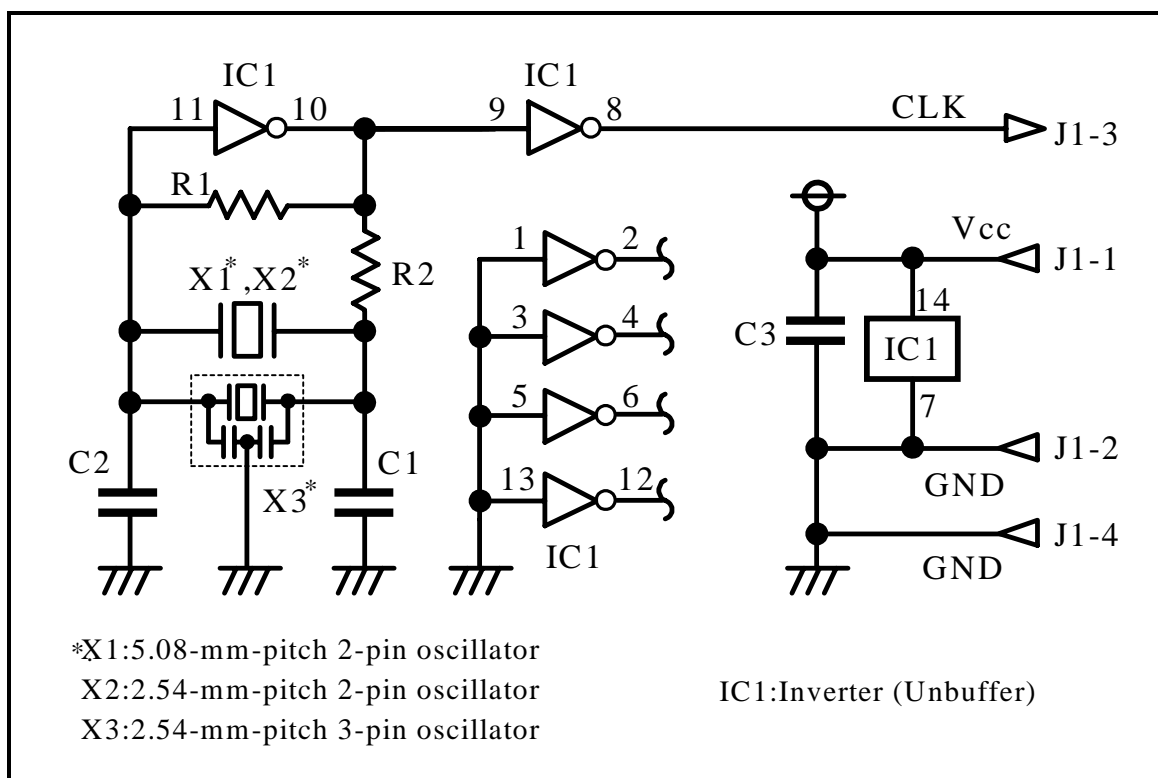 IC1
IC1
11
10
9
8
CLK
J1-3
R1
1
2
Vcc
J1-1
X1*,X2*
R2
14
3
4
C3
IC1
5
6
7
C2
C1
J1-2
X3*
13
12
GND
IC1
J1-4
GND
*X1:5.08-mm-pitch 2-pin oscillator
X2:2.54-mm-pitch 2-pin oscillator
IC1:Inverter (Unbuffer)
X3:2.54-mm-pitch 3-pin oscillator